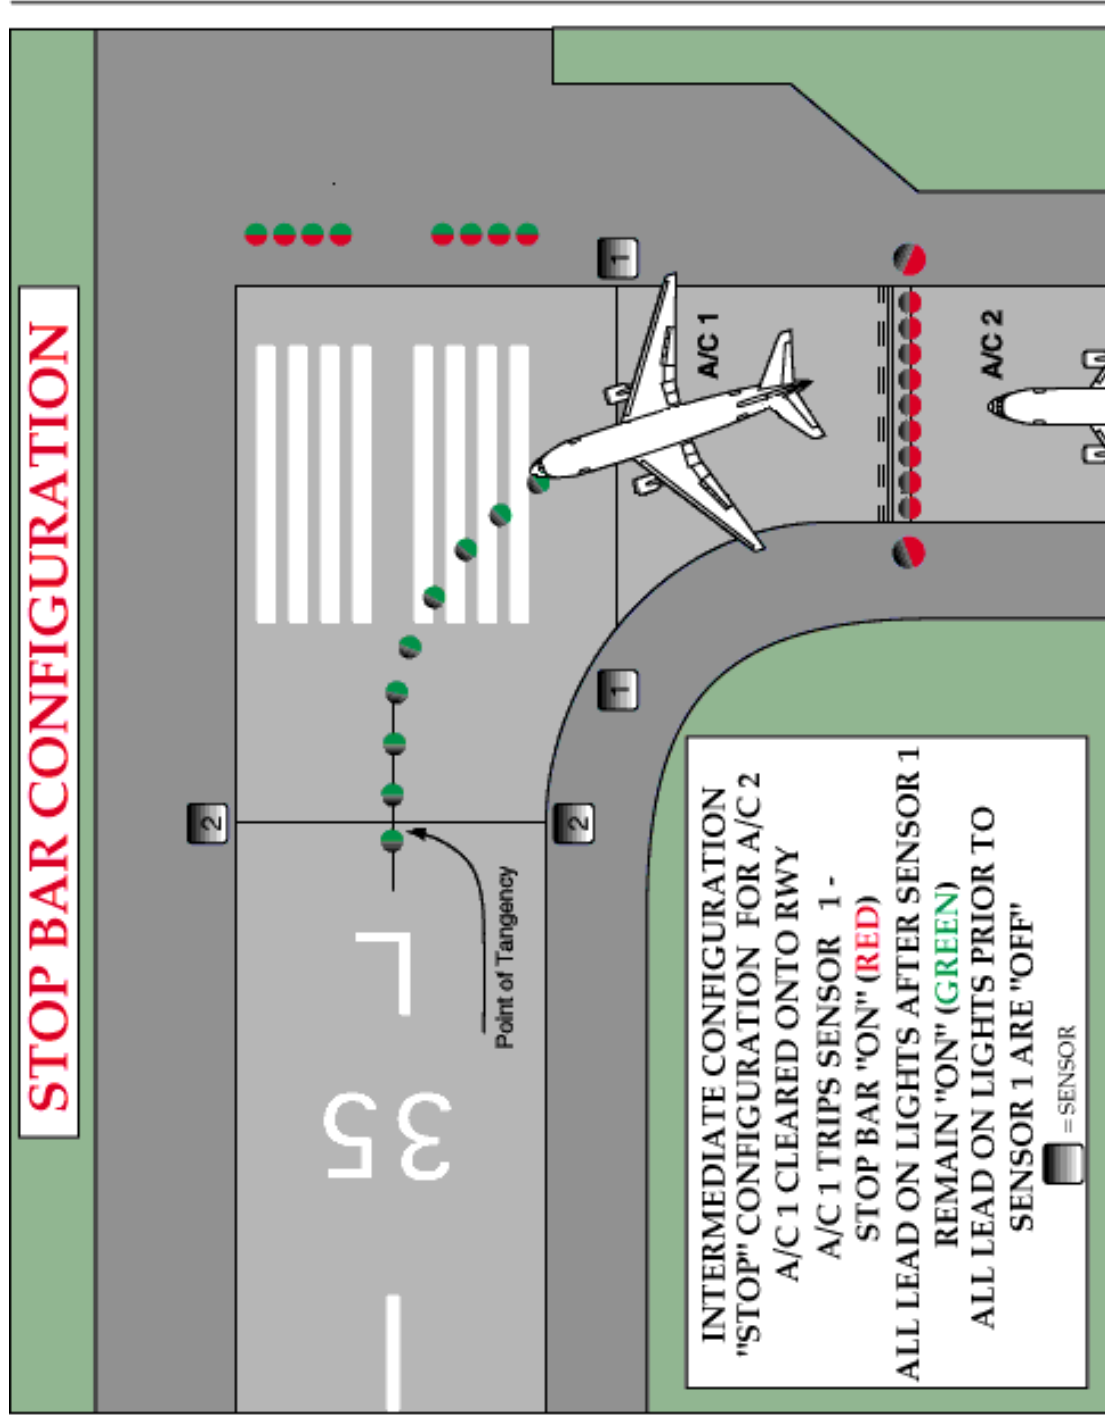 STOP BAR CONFIGURATION
2
1
1
2
A/C 1
A/C 2
Point of Tangency
L
35
INTERMEDIATE CONFIGURATION
"STOP" CONFIGURATION FOR A/C 2
A/C 1 CLEARED ONTO RWY
A/C 1 TRIPS SENSOR 1 -
STOP BAR "ON" (RED)
ALL LEAD ON LIGHTS AFTER SENSOR 1
REMAIN "ON" (GREEN)
ALL LEAD ON LIGHTS PRIOR TO
SENSOR 1 ARE "OFF"
= SENSOR